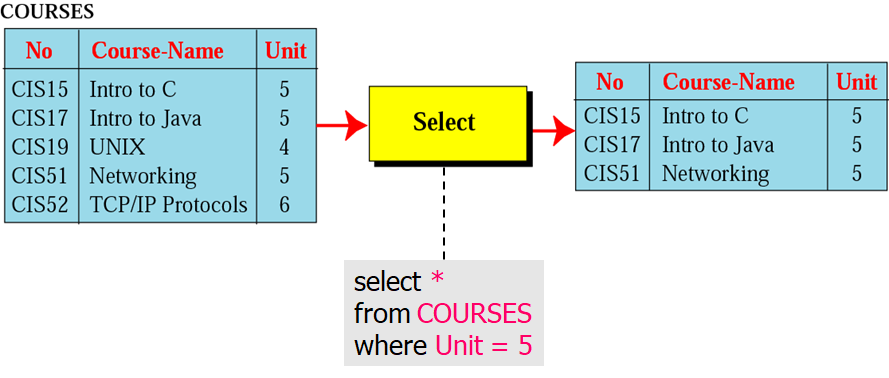 COURSES
No Course-Name Unit
CIS15 Intro to C 5
CIS17 Intro to Java 5
CIS19 UNIX 4
CIS51 Networking 5
CIS52 TCP/IP Protocols 6
Select
No Course-Name Unit
CIS15 Intro to C 5
CIS17 Intro to Java 5
CIS51 Networking 5
select *
from COURSES
where Unit = 5